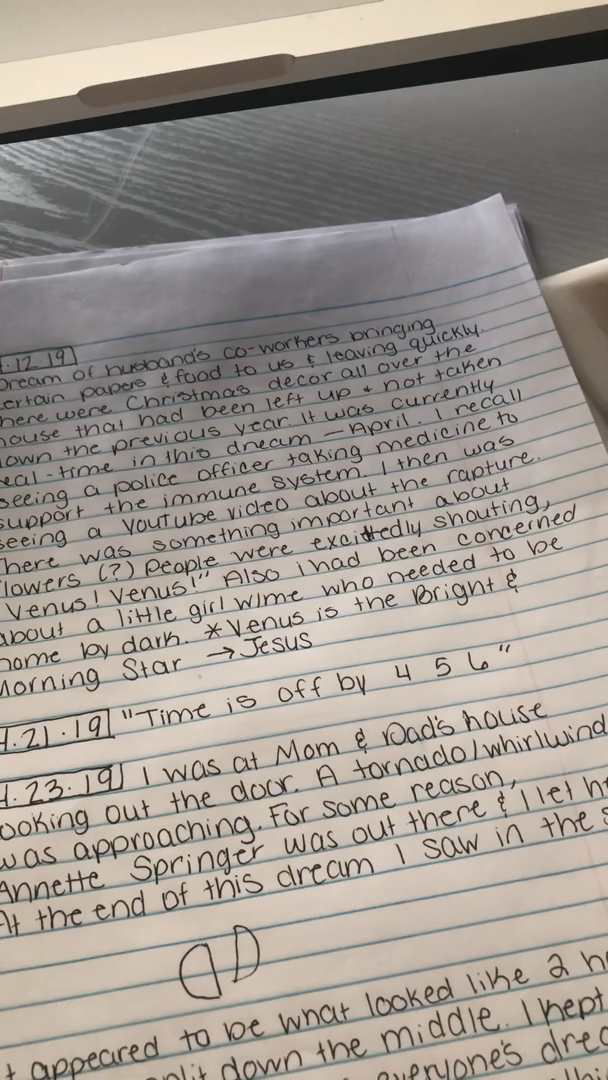 .12.19
Dream of husband's co-workers bringing
certain papers & food to us & leaving quickly.
There were Christmas decor all over the
house that had been left up & not taken
down the previous year. It was currently
real-time in this dream — April. I recall
seeing a police officer taking medicine to
support the immune system. I then was
seeing a YouTube video about the rapture.
There was something important about
flowers (?) People were excitedly shouting,
"Venus! Venus!" Also i had been concerned
about a little girl w/me who needed to be
home by dark. *Venus is the Bright &
Morning Star → Jesus
4.21.19 "Time is off by 4 5 6"
4.23.19 I was at Mom & Dad's house
looking out the door. A tornado/whirlwind
was approaching. For some reason,
Annette Springer was out there & I let
At the end of this dream I saw in the
appeared to be what looked like 2
split down the middle. I kept
everyone's